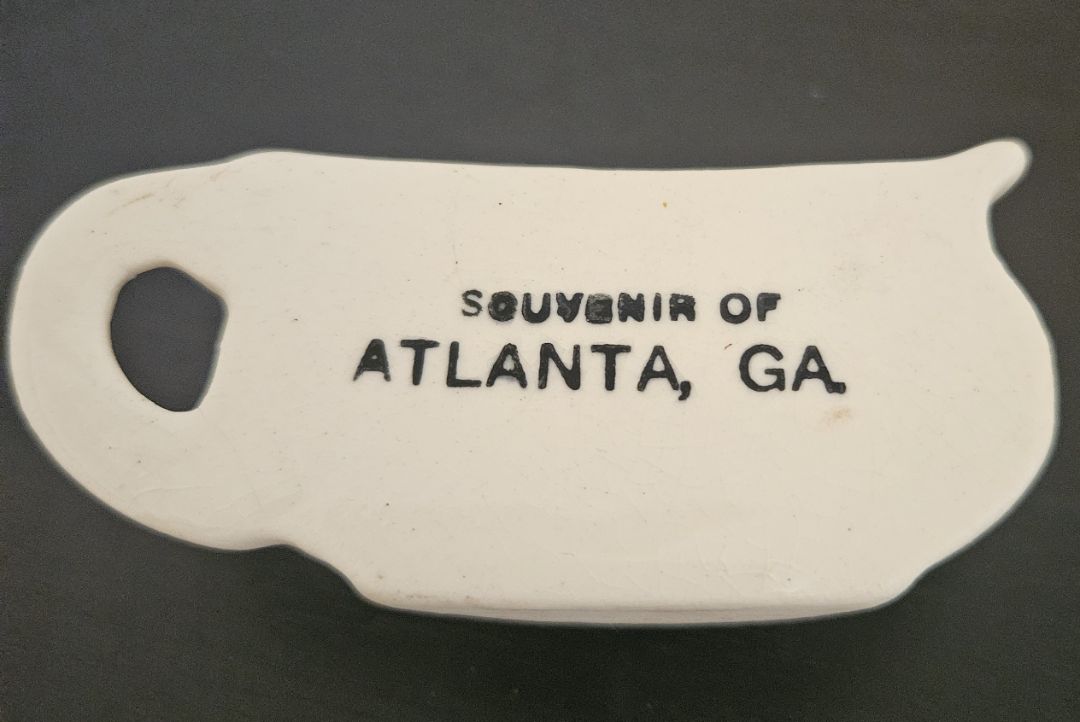 SOUVENIR OF
ATLANTA, GA.